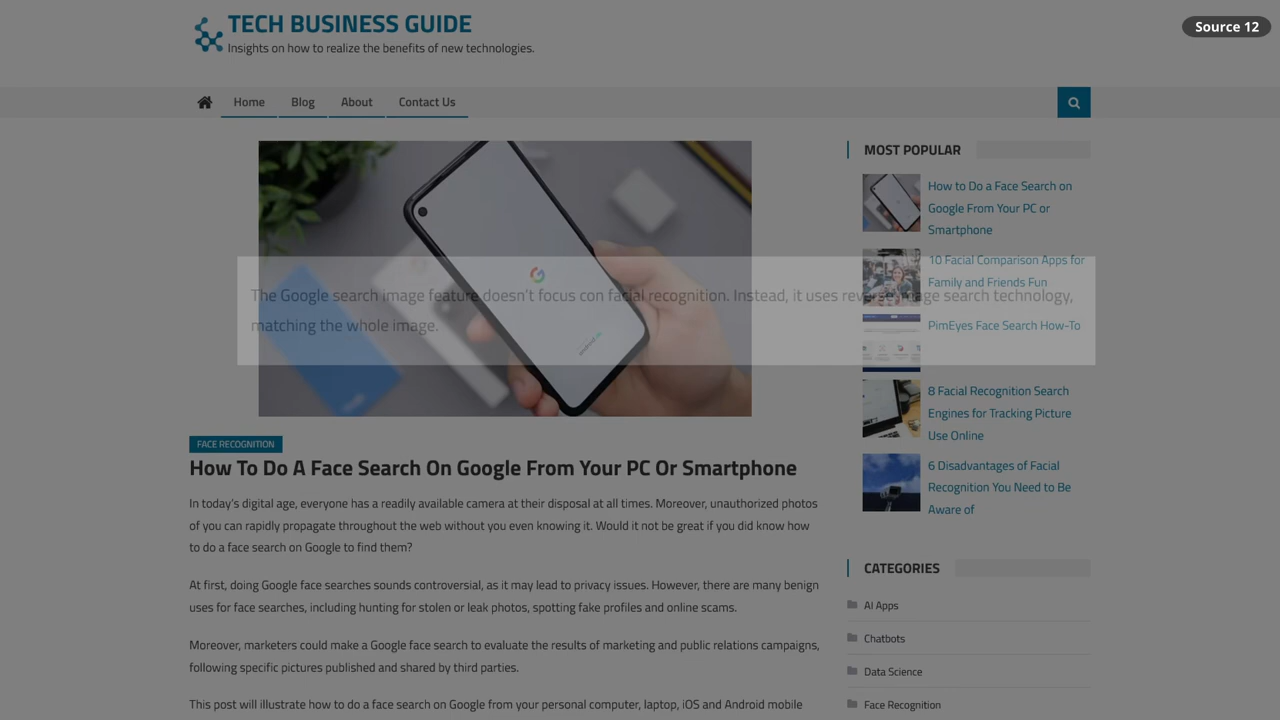 TECH BUSINESS GUIDE
Insights on how to realize the benefits of new technologies.
Source 12
Home
Blog
About
Contact Us
MOST POPULAR
How to Do a Face Search on
Google From Your PC or
Smartphone
10 Facial Comparison Apps for
Family and Friends Fun
PimEyes Face Search How-To
8 Facial Recognition Search
Engines for Tracking Picture
Use Online
6 Disadvantages of Facial
Recognition You Need to Be
Aware of
The Google search image feature doesn't focus con facial recognition. Instead, it uses reverse image search technology,
matching the whole image.
FACE RECOGNITION
How To Do A Face Search On Google From Your PC Or Smartphone
In today's digital age, everyone has a readily available camera at their disposal at all times. Moreover, unauthorized photos
of you can rapidly propagate throughout the web without you even knowing it. Would it not be great if you did know how
to do a face search on Google to find them?
At first, doing Google face searches sounds controversial, as it may lead to privacy issues. However, there are many benign
uses for face searches, including hunting for stolen or leak photos, spotting fake profiles and online scams.
Moreover, marketers could make a Google face search to evaluate the results of marketing and public relations campaigns,
following specific pictures published and shared by third parties.
This post will illustrate how to do a face search on Google from your personal computer, laptop, iOS and Android mobile
CATEGORIES
AI Apps
Chatbots
Data Science
Face Recognition